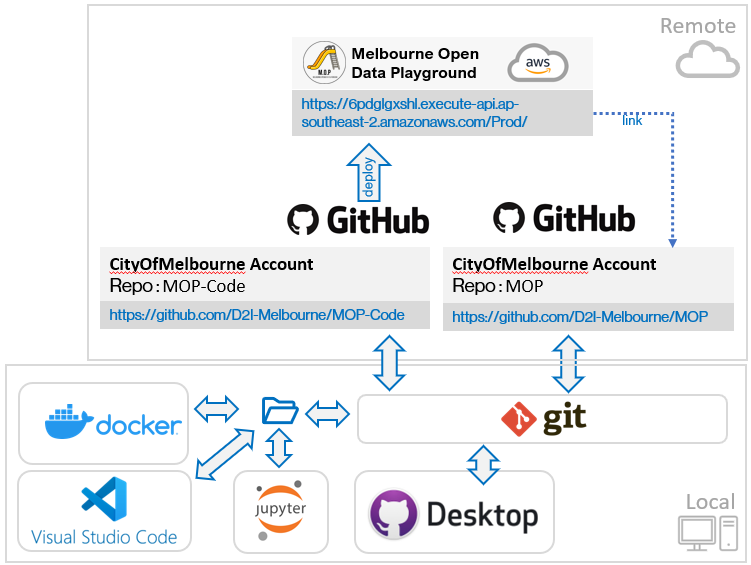 Remote
Melbourne Open
Data Playground
M.O.P
aws
https://6pdglgxshl.execute-api.ap-
southeast-2.amazonaws.com/Prod/
link
deploy
GitHub
GitHub
CityOfMelbourne Account
Repo : MOP-Code
https://github.com/D2I-Melbourne/MOP-Code
CityOfMelbourne Account
Repo : MOP
https://github.com/D2I-Melbourne/MOP
docker
git
Visual Studio Code
jupyter
Desktop
Local